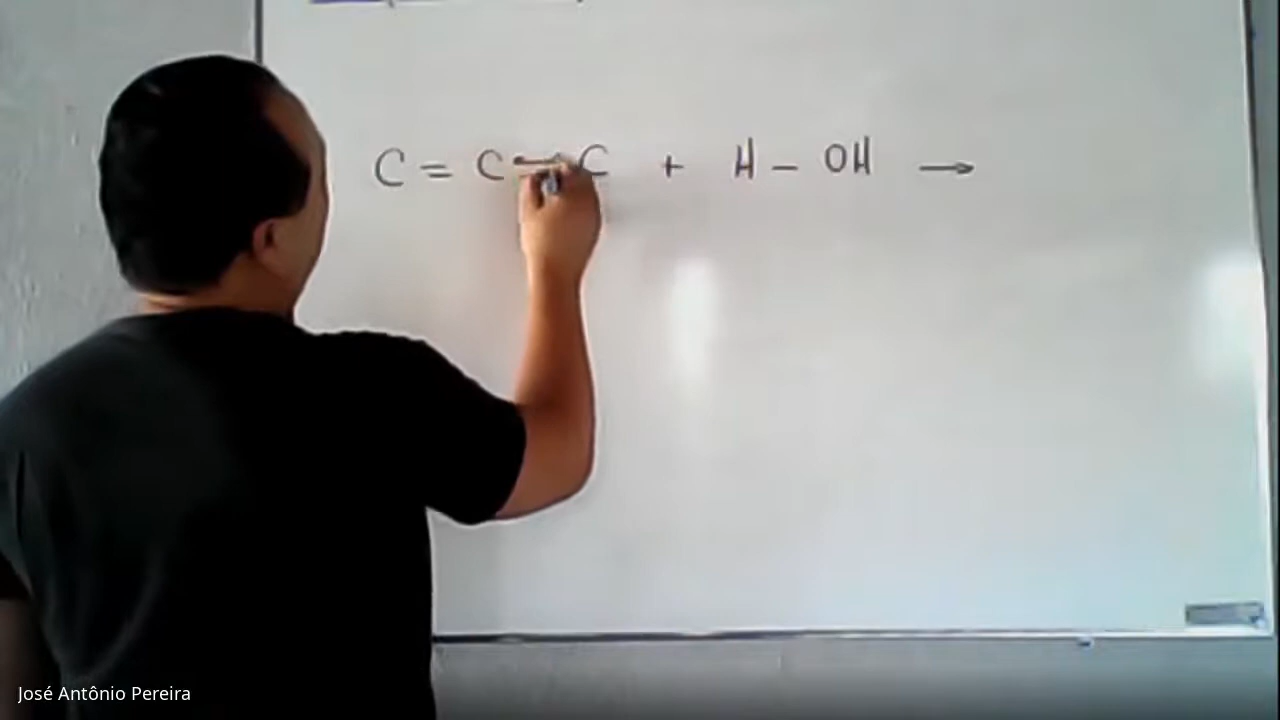 C = C — C + H – OH →
José Antônio Pereira